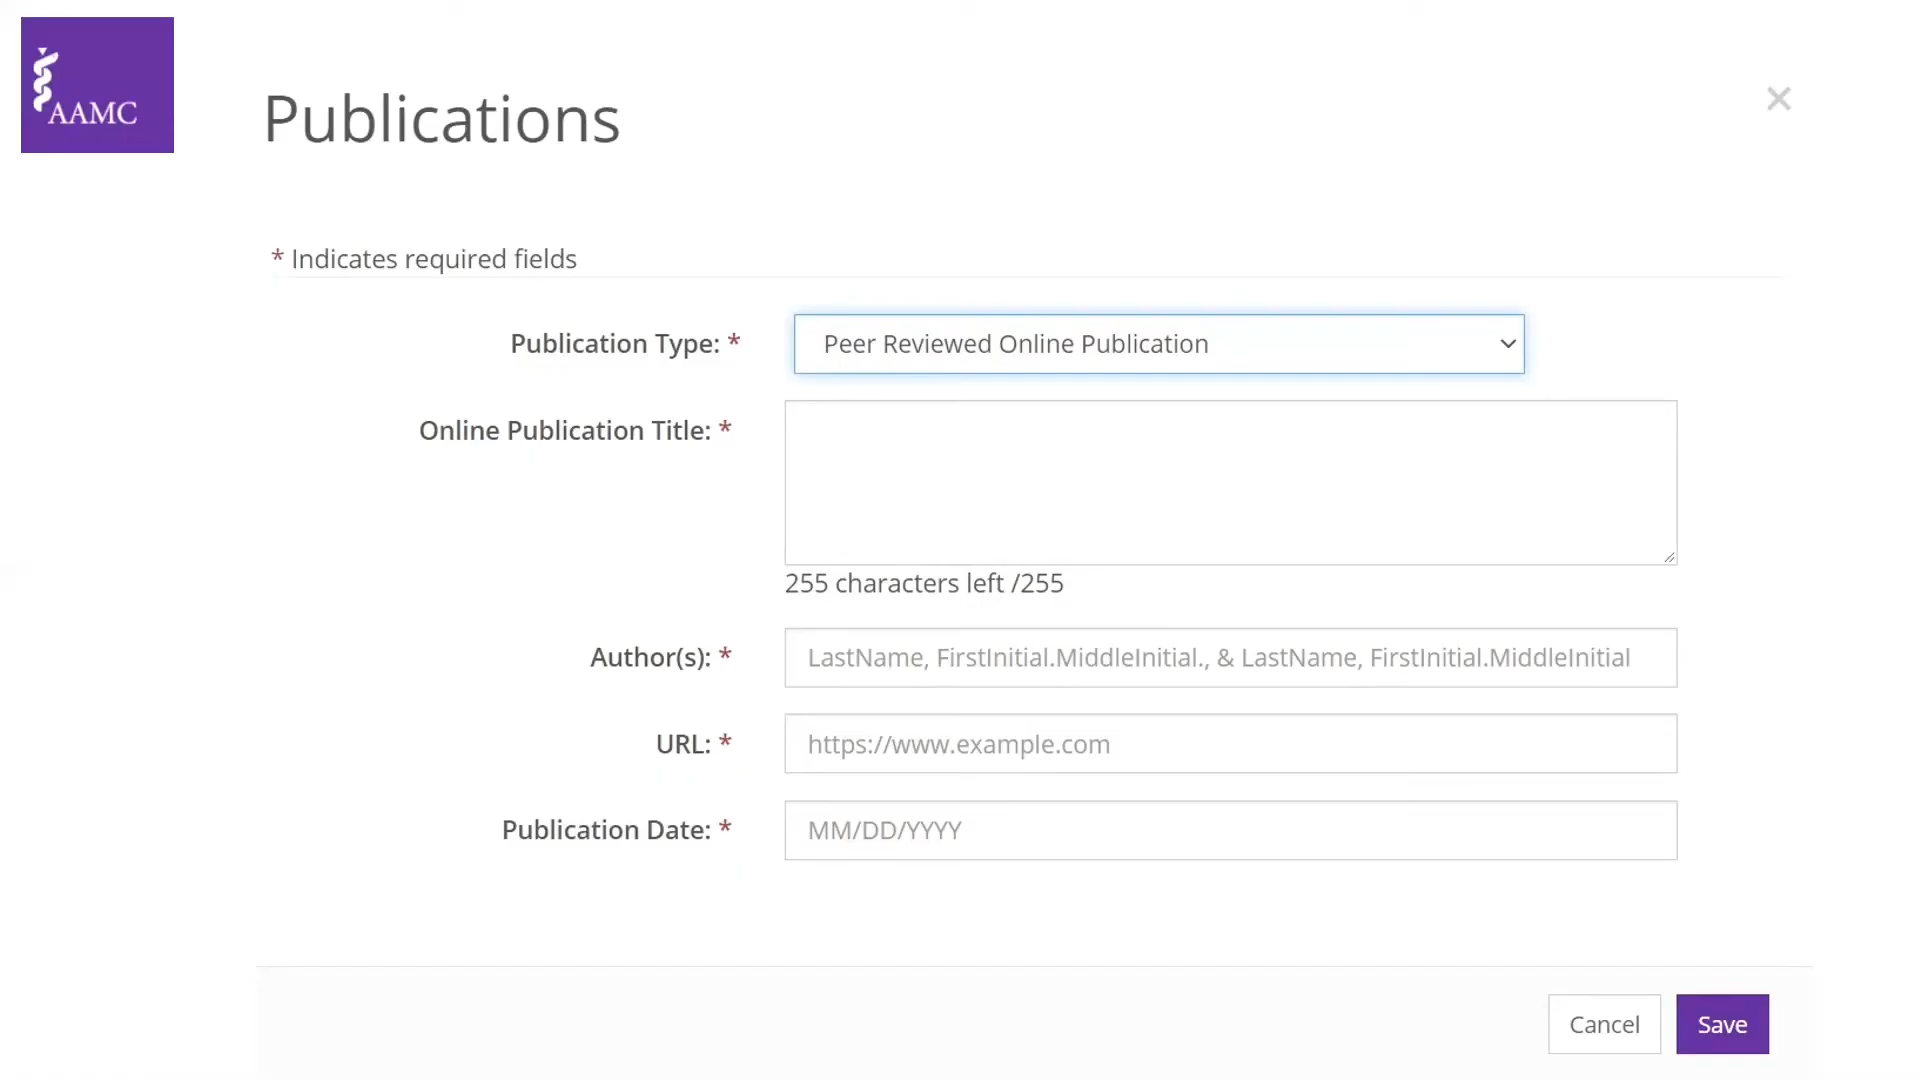 AAMC
Publications
* Indicates required fields
Publication Type: *
Peer Reviewed Online Publication
Online Publication Title: *
255 characters left /255
Author(s): *
LastName, FirstInitial.MiddleInitial., & LastName, FirstInitial.MiddleInitial
URL: *
https://www.example.com
Publication Date: *
MM/DD/YYYY
Cancel
Save